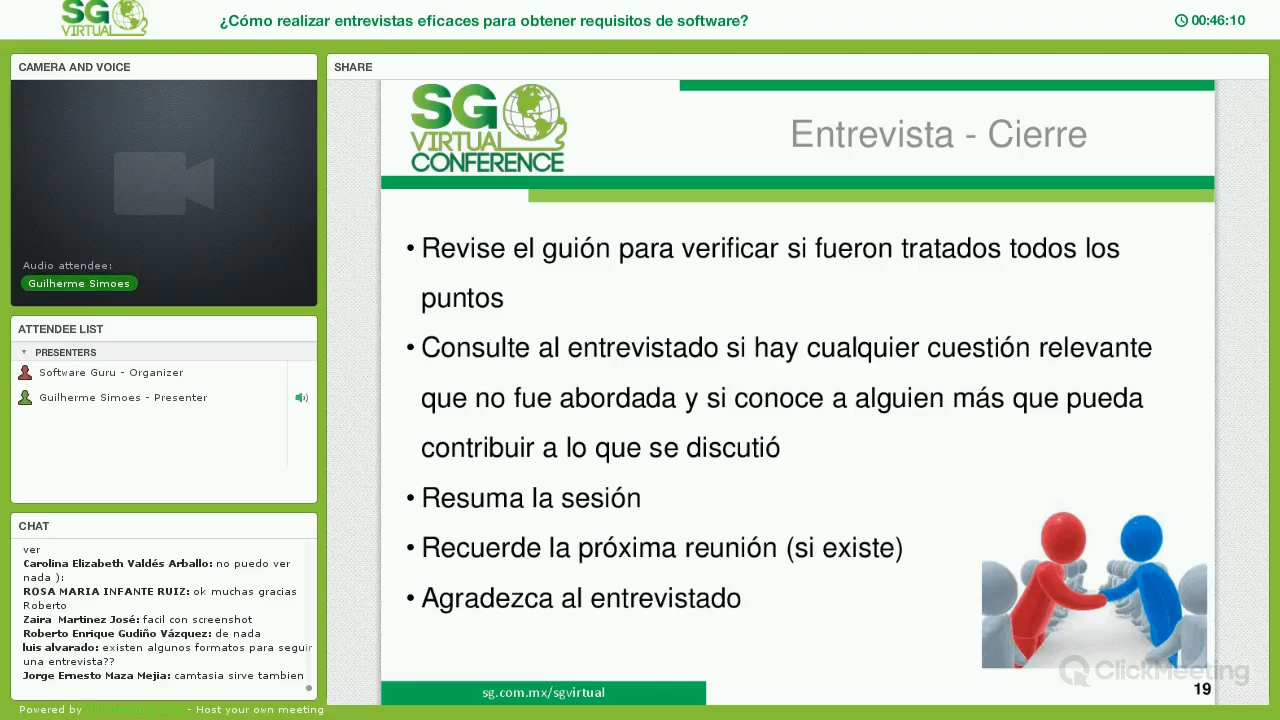 SG
VIRTUAL
¿Cómo realizar entrevistas eficaces para obtener requisitos de software?
00:46:10
CAMERA AND VOICE
Audio attendee:
Guilherme Simoes
ATTENDEE LIST
PRESENTERS
Software Guru - Organizer
Guilherme Simoes - Presenter
CHAT
ver
Carolina Elizabeth Valdés Arballo: no puedo ver
nada ):
ROSA MARIA INFANTE RUIZ: ok muchas gracias
Roberto
Zaira Martinez José: facil con screenshot
Roberto Enrique Gudiño Vázquez: de nada
luis alvarado: existen algunos formatos para seguir
una entrevista??
Jorge Ernesto Maza Mejia: camtasia sirve tambien
SHARE
SG
VIRTUAL
CONFERENCE
Entrevista - Cierre
• Revise el guión para verificar si fueron tratados todos los
puntos
• Consulte al entrevistado si hay cualquier cuestión relevante
que no fue abordada y si conoce a alguien más que pueda
contribuir a lo que se discutió
• Resuma la sesión
• Recuerde la próxima reunión (si existe)
• Agradezca al entrevistado
ClickMeeting
19
sg.com.mx/sgvirtual
Powered by - Host your own meeting